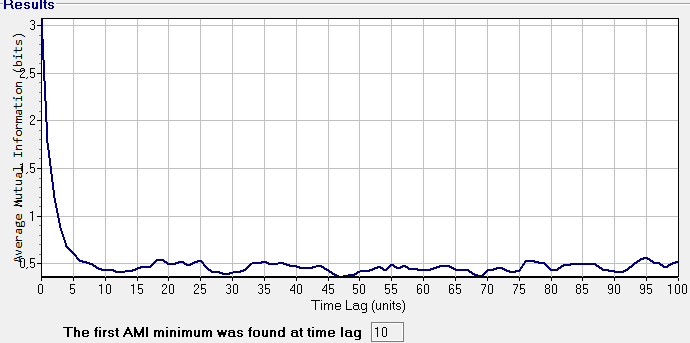 Results
Average Mutual Information (bits)
3
2,5
2
1,5
1
0,5
0 5 10 15 20 25 30 35 40 45 50 55 60 65 70 75 80 85 90 95 100
Time Lag (units)
The first AMI minimum was found at time lag 10